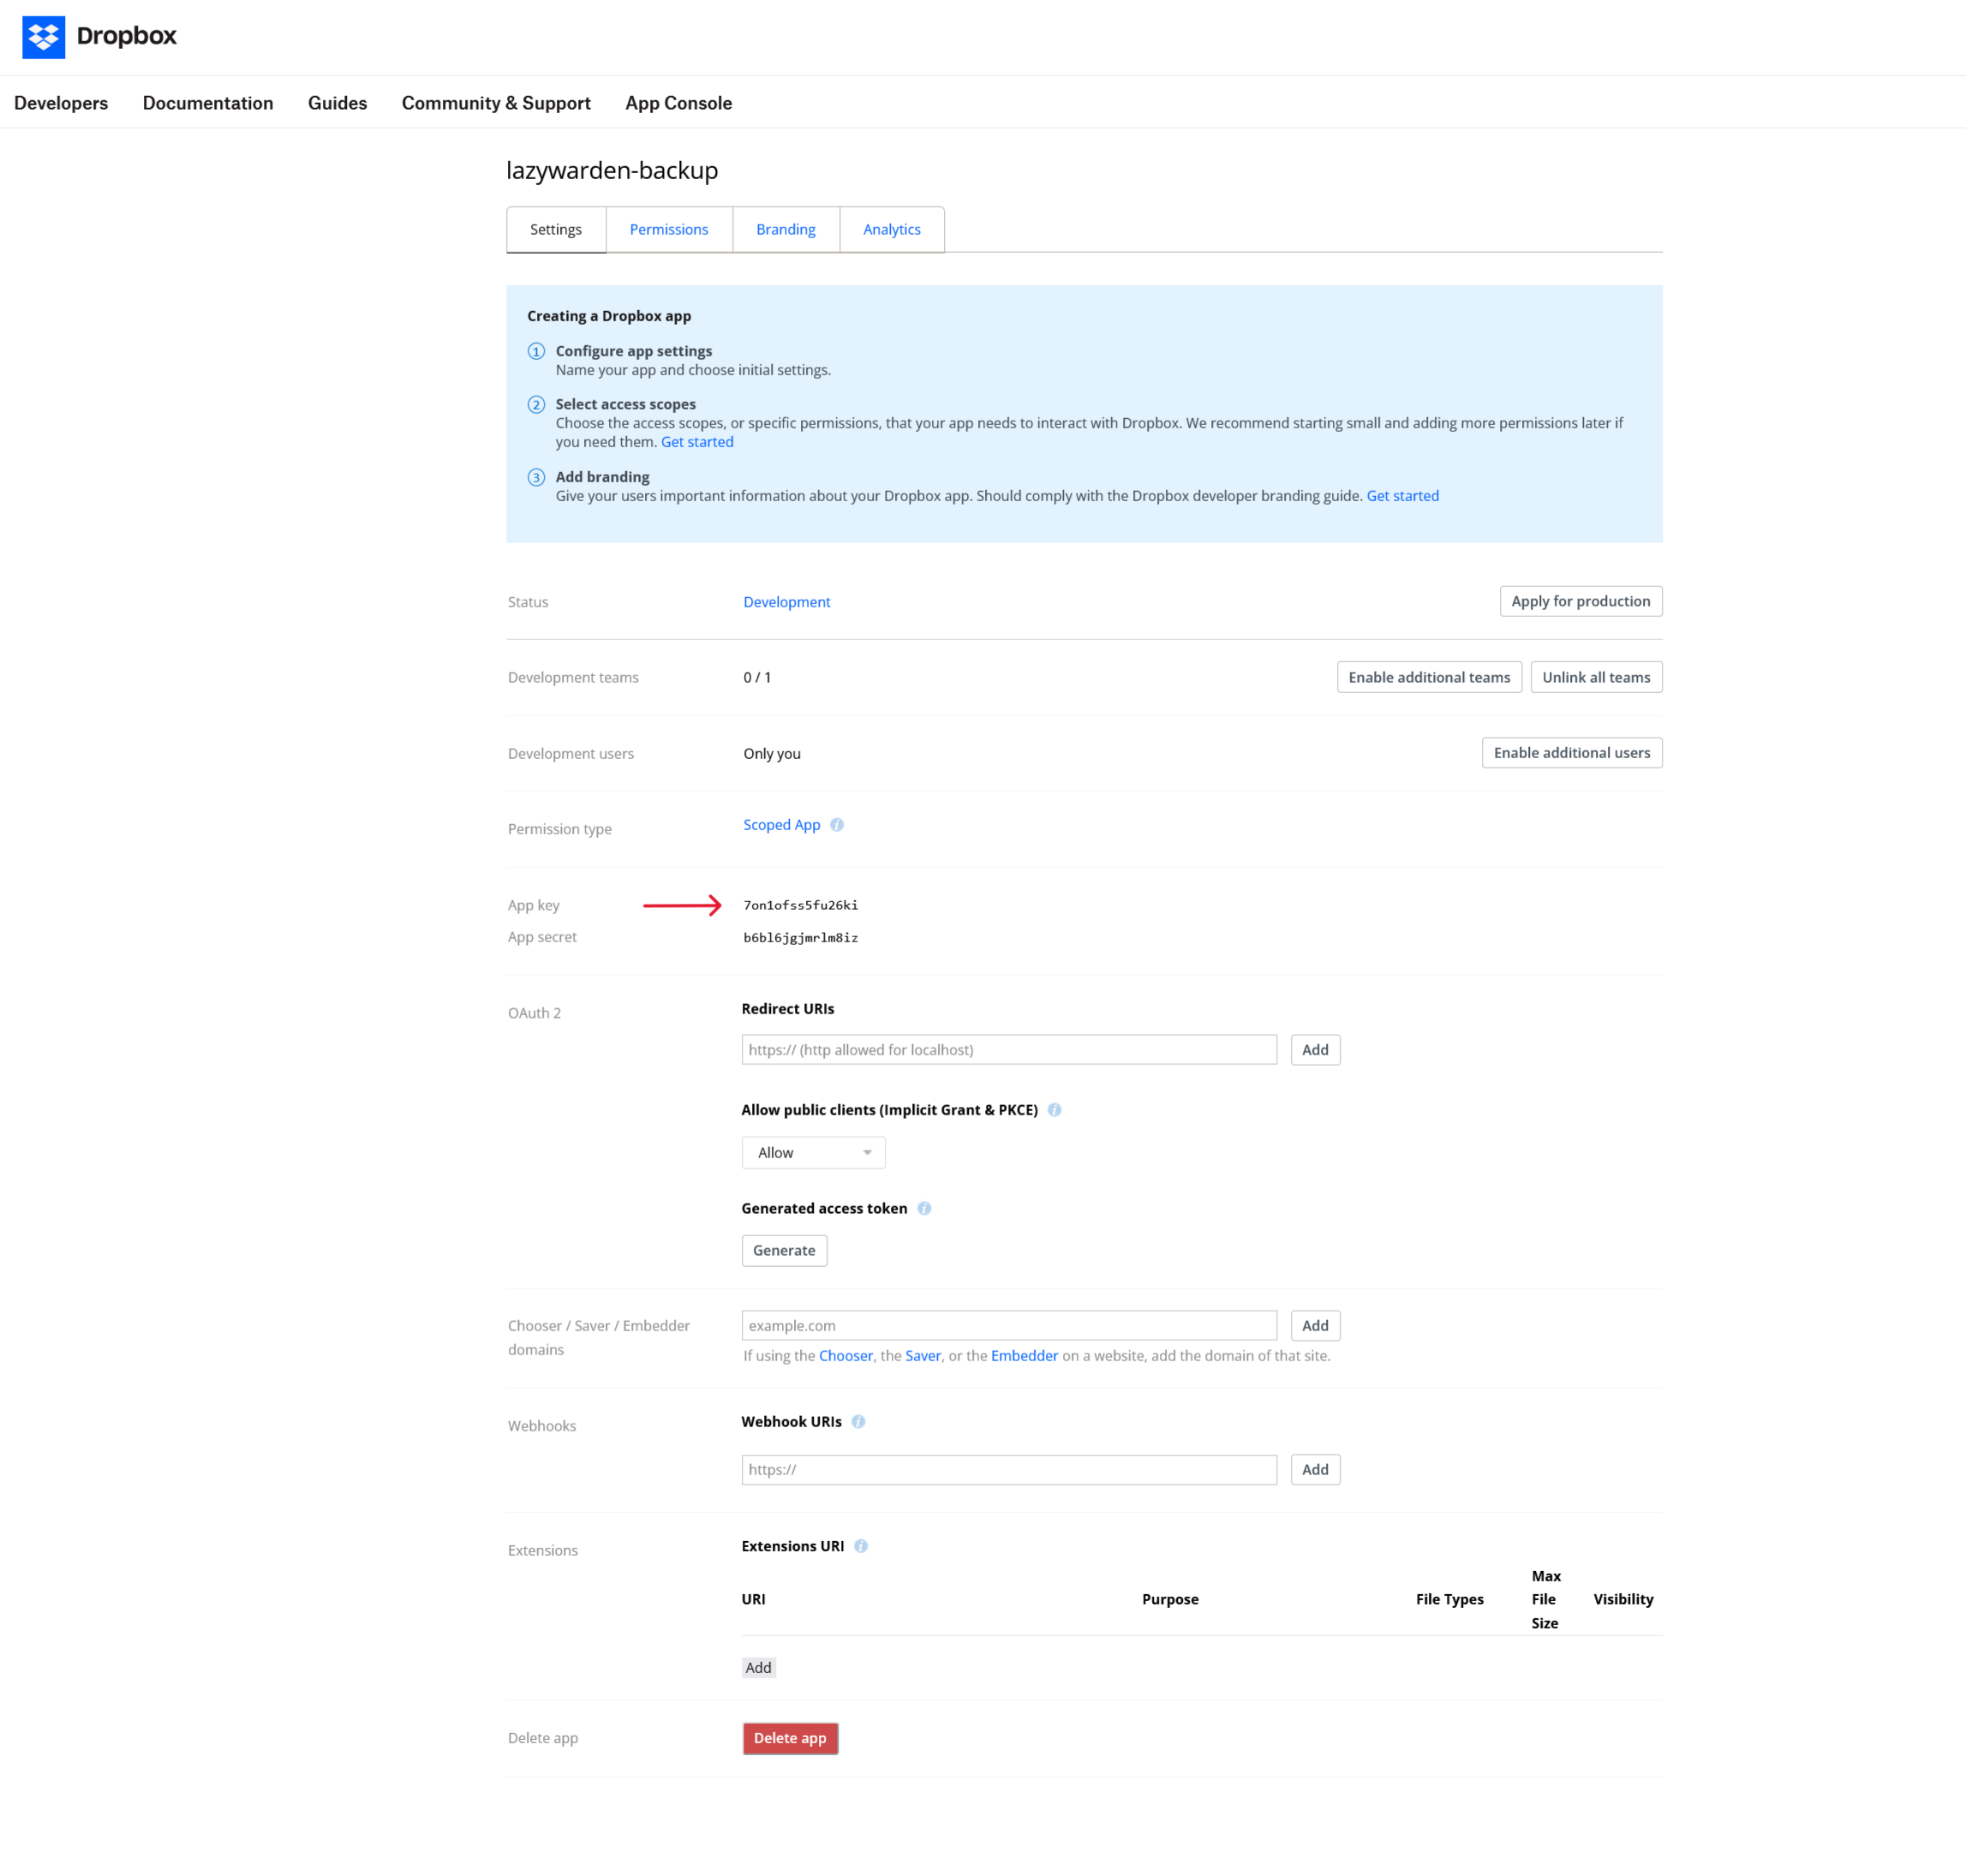 Dropbox
Developers Documentation Guides Community & Support App Console
lazywarden-backup
Settings Permissions Branding Analytics
Creating a Dropbox app
1 Configure app settings
Name your app and choose initial settings.
2 Select access scopes
Choose the access scopes, or specific permissions, that your app needs to interact with Dropbox. We recommend starting small and adding more permissions later if
you need them. Get started
3 Add branding
Give your users important information about your Dropbox app. Should comply with the Dropbox developer branding guide. Get started
Status Development Apply for production
Development teams 0 / 1 Enable additional teams Unlink all teams
Development users Only you Enable additional users
Permission type Scoped App i
App key 7on1ofss5fu26ki
App secret b6bl6jgjmrlm8iz
OAuth 2 Redirect URIs
https:// (http allowed for localhost) Add
Allow public clients (Implicit Grant & PKCE) i
Allow
Generated access token i
Generate
Chooser / Saver / Embedder
domains
example.com Add
If using the Chooser, the Saver, or the Embedder on a website, add the domain of that site.
Webhooks Webhook URIs i
https:// Add
Extensions Extensions URI i
URI Purpose File Types Max
File
Size Visibility
Add
Delete app Delete app